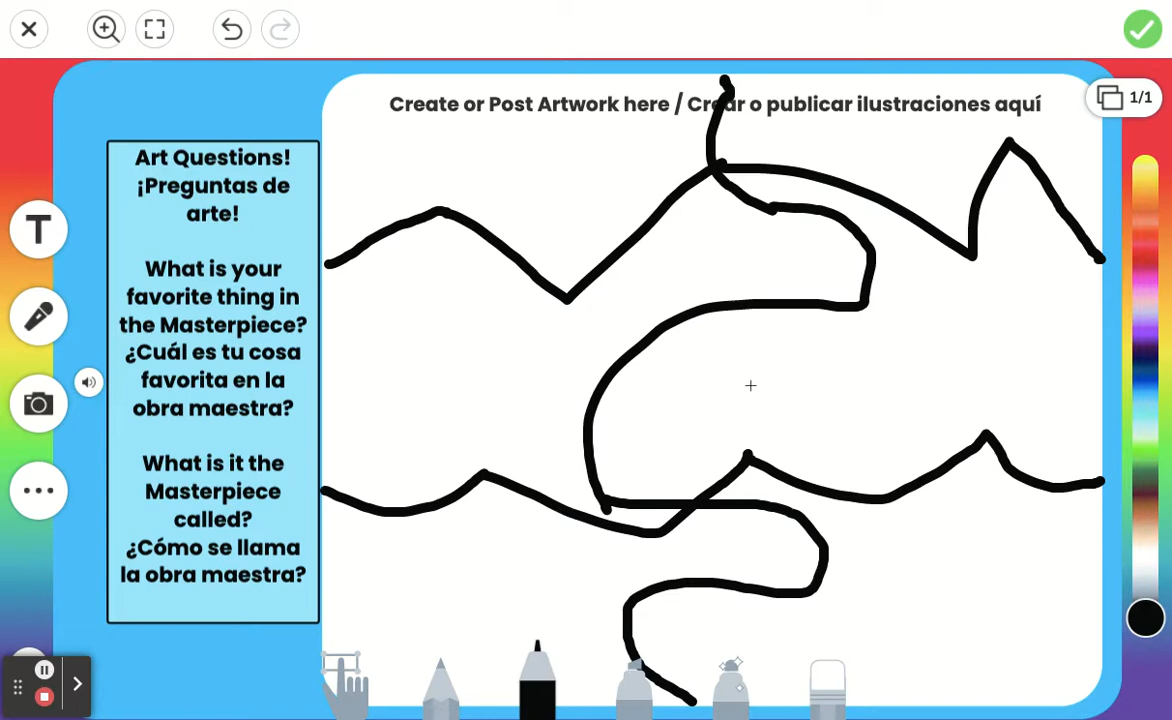 1/1
Create or Post Artwork here / Crear o publicar ilustraciones aquí
Art Questions!
¡Preguntas de
arte!
What is your
favorite thing in
the Masterpiece?
¿Cuál es tu cosa
favorita en la
obra maestra?
What is it the
Masterpiece
called?
¿Cómo se llama
la obra maestra?
T